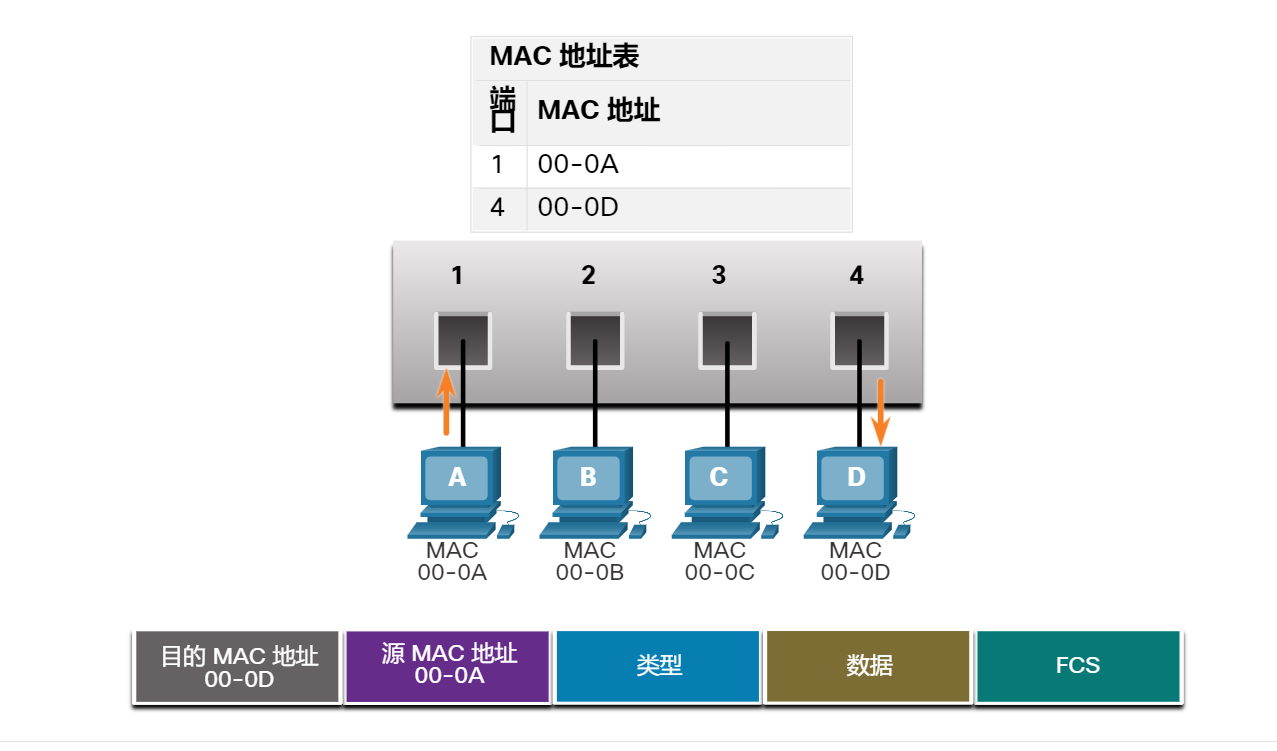 MAC 地址表
端口 MAC 地址
1 00-0A
4 00-0D
1 2 3 4
A B C D
MAC MAC MAC MAC
00-0A 00-0B 00-0C 00-0D
目的 MAC 地址
00-0D
源 MAC 地址
00-0A
类型
数据
FCS